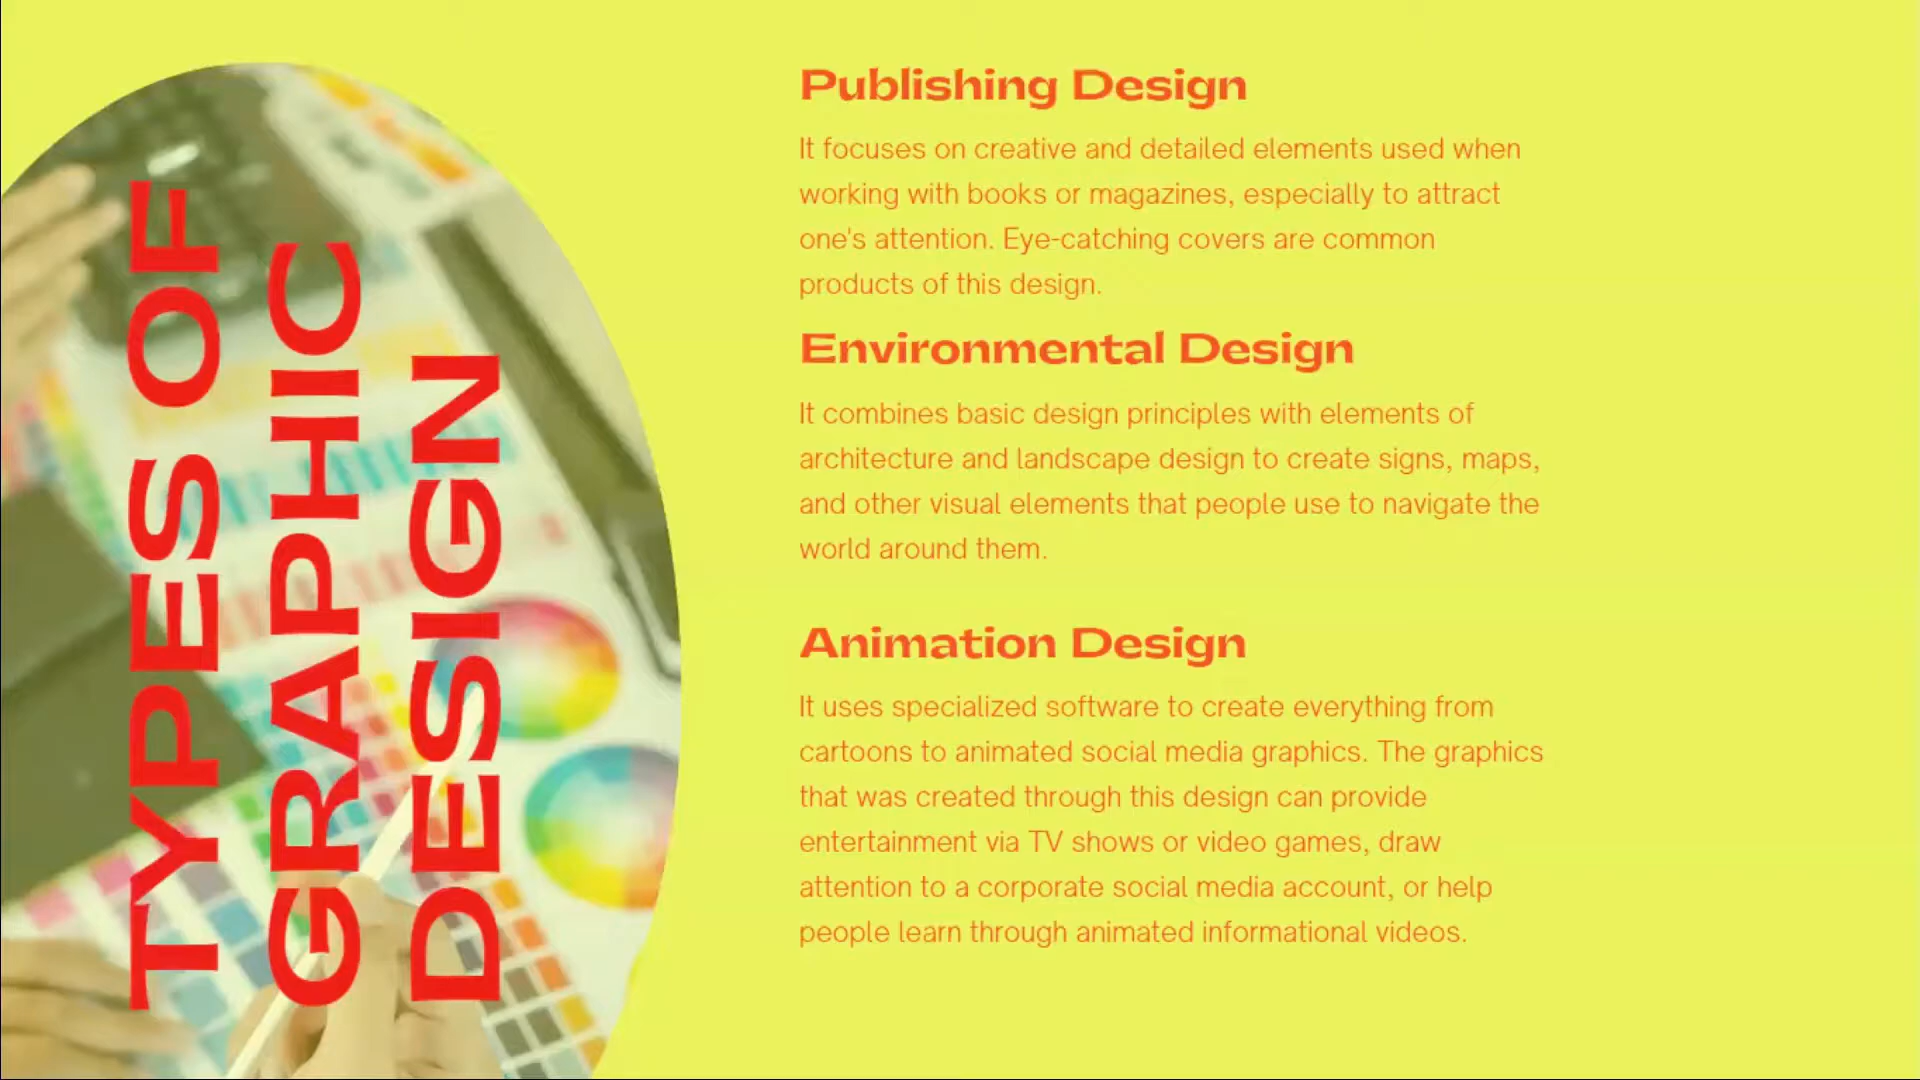 TYPES OF
GRAPHIC
DESIGN
Publishing Design
It focuses on creative and detailed elements used when
working with books or magazines, especially to attract
one's attention. Eye-catching covers are common
products of this design.
Environmental Design
It combines basic design principles with elements of
architecture and landscape design to create signs, maps,
and other visual elements that people use to navigate the
world around them.
Animation Design
It uses specialized software to create everything from
cartoons to animated social media graphics. The graphics
that was created through this design can provide
entertainment via TV shows or video games, draw
attention to a corporate social media account, or help
people learn through animated informational videos.